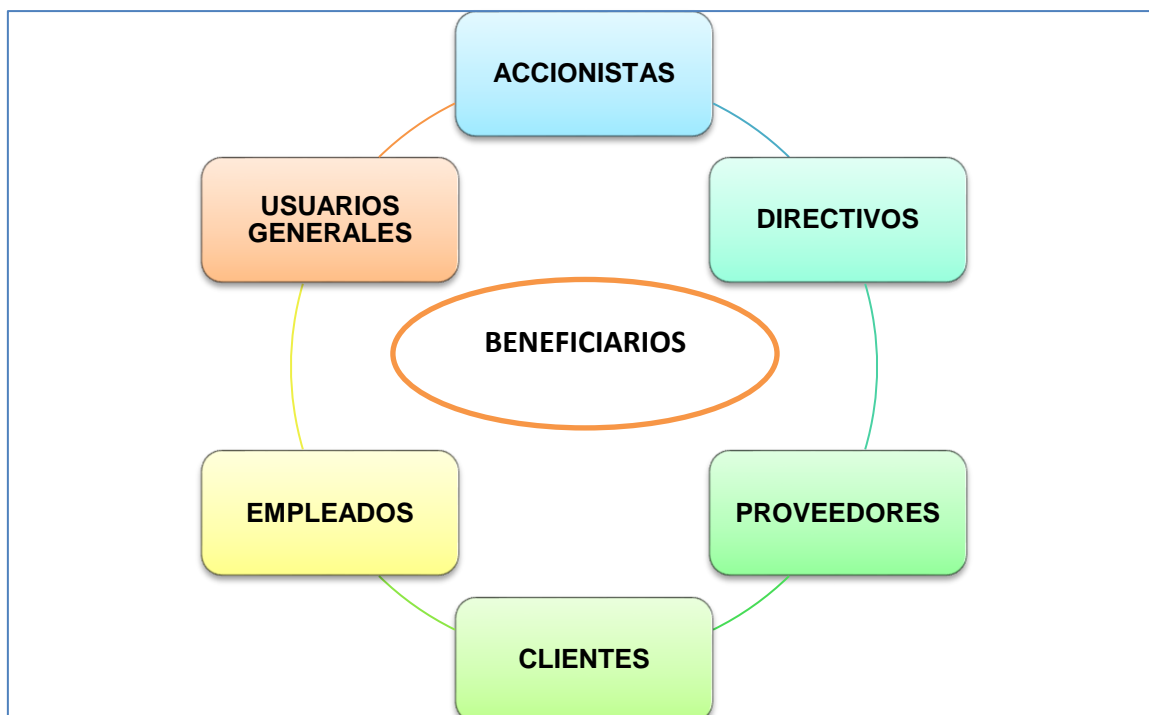 ACCIONISTAS
USUARIOS
GENERALES
DIRECTIVOS
BENEFICIARIOS
EMPLEADOS
PROVEEDORES
CLIENTES